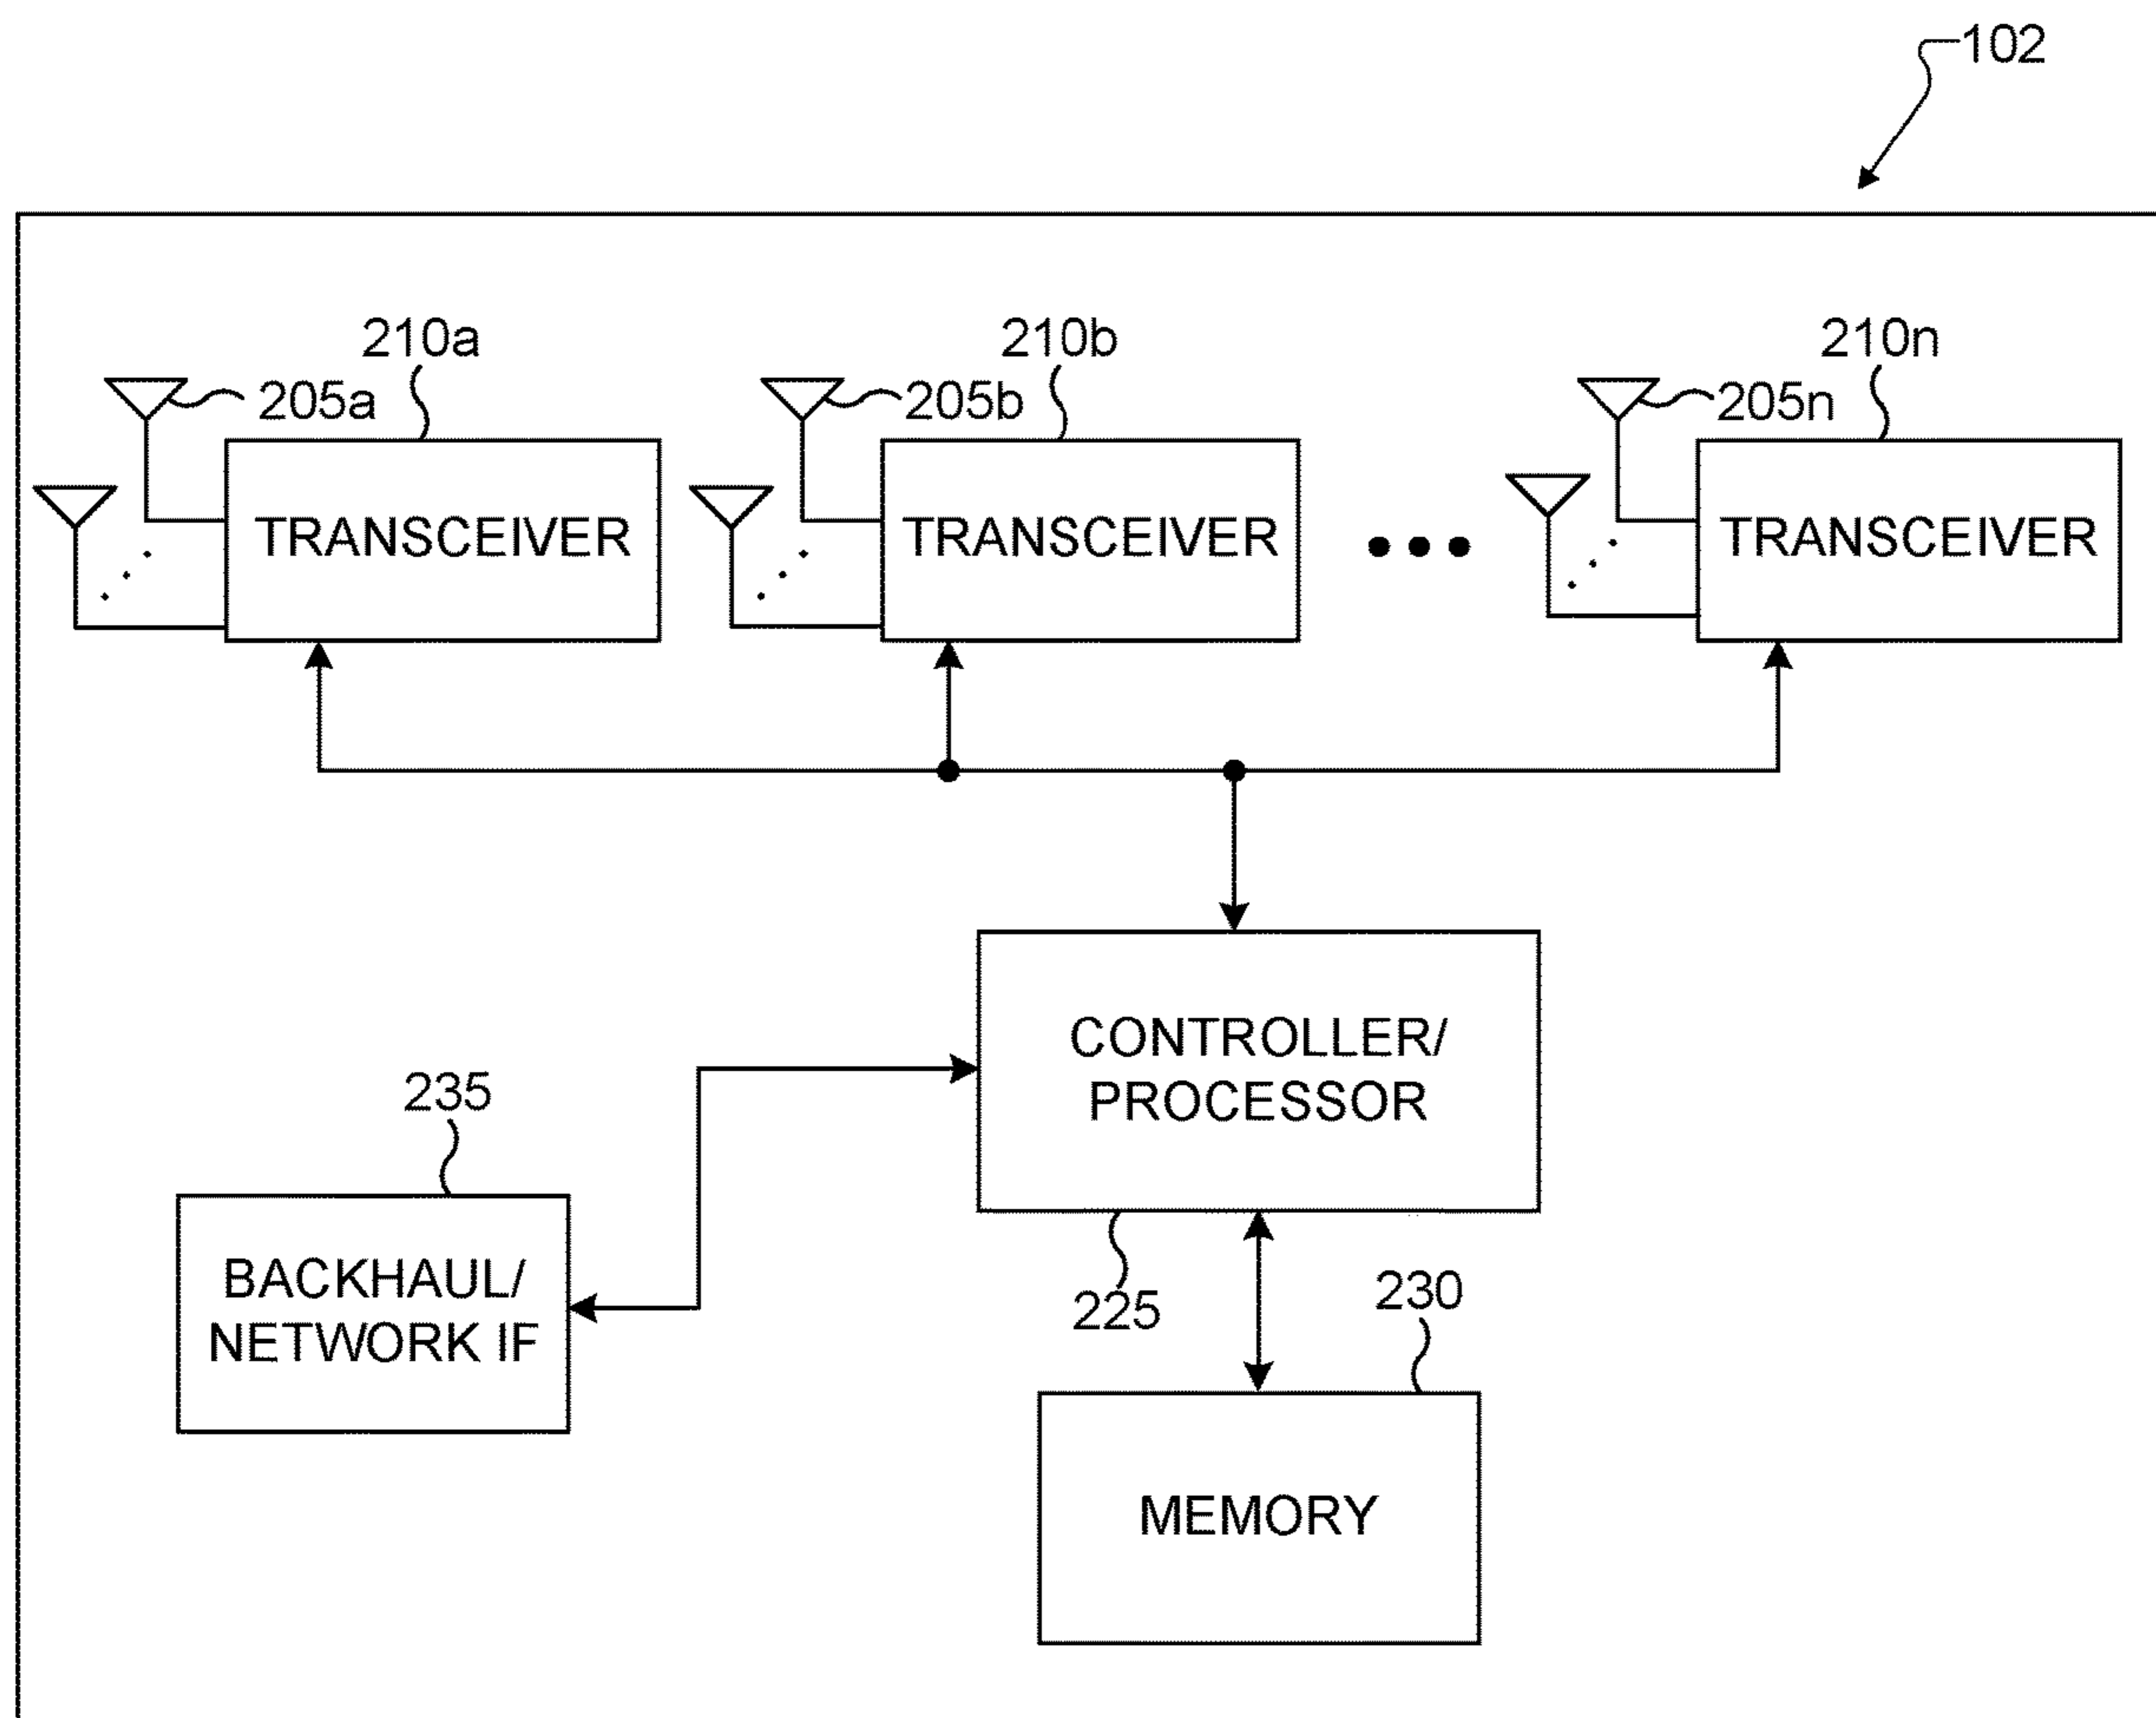 102
210a
210b
210n
205a
205b
205n
TRANSCEIVER
TRANSCEIVER
TRANSCEIVER
CONTROLLER/
PROCESSOR
235
BACKHAUL/
NETWORK IF
225
230
MEMORY